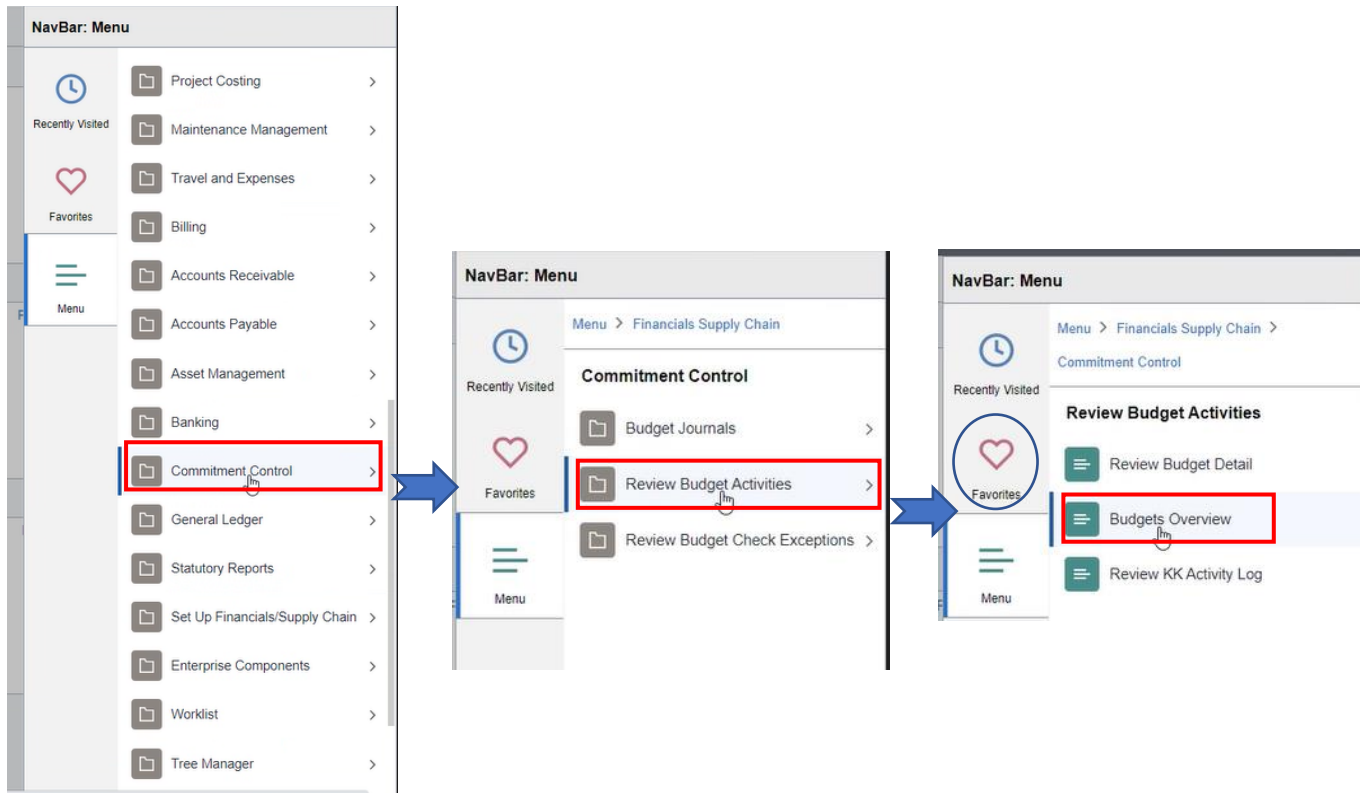 NavBar: Menu
Recently Visited
Favorites
Menu
Project Costing
Maintenance Management
Travel and Expenses
Billing
Accounts Receivable
Accounts Payable
Asset Management
Banking
Commitment Control
General Ledger
Statutory Reports
Set Up Financials/Supply Chain
Enterprise Components
Worklist
Tree Manager
NavBar: Menu
Recently Visited
Favorites
Menu
Menu > Financials Supply Chain
Commitment Control
Budget Journals
Review Budget Activities
Review Budget Check Exceptions
NavBar: Menu
Recently Visited
Favorites
Menu
Menu > Financials Supply Chain >
Commitment Control
Review Budget Activities
Review Budget Detail
Budgets Overview
Review KK Activity Log